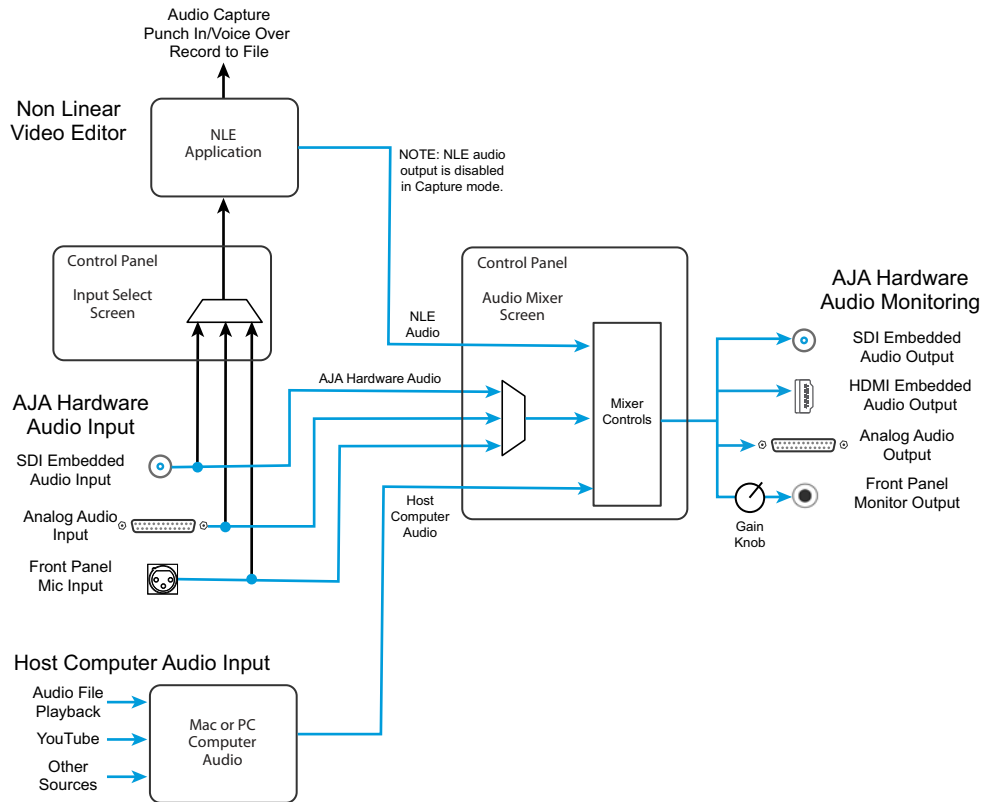 Audio Capture
Punch In/Voice Over
Record to File
Non Linear
Video Editor
NLE
Application
NOTE: NLE audio
output is disabled
in Capture mode.
Control Panel
Input Select
Screen
Control Panel
Audio Mixer
Screen
NLE
Audio
AJA Hardware Audio
Mixer
Controls
Host
Computer
Audio
AJA Hardware
Audio Monitoring
SDI Embedded
Audio Output
HDMI Embedded
Audio Output
Analog Audio
Output
Front Panel
Monitor Output
Gain
Knob
AJA Hardware
Audio Input
SDI Embedded
Audio Input
Analog Audio
Input
Front Panel
Mic Input
Host Computer Audio Input
Audio File
Playback
YouTube
Other
Sources
Mac or PC
Computer
Audio